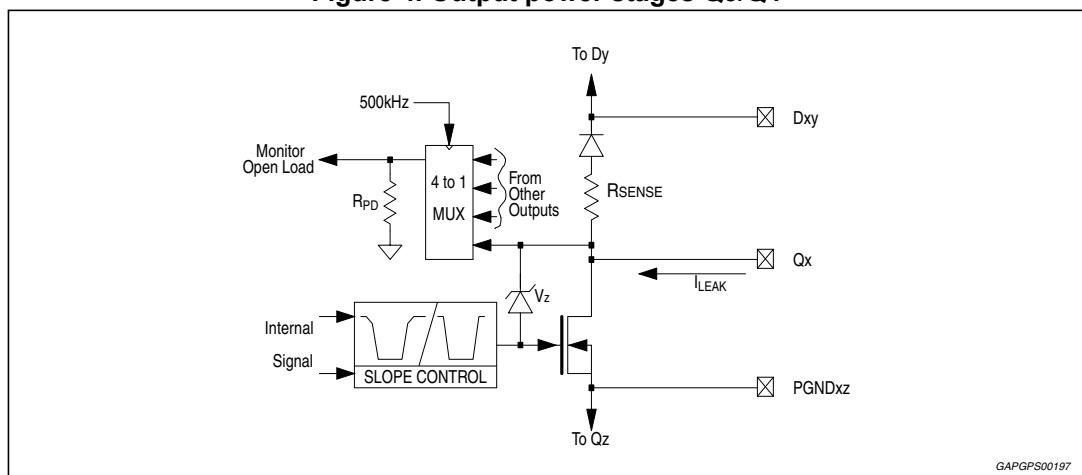 To Dy
500kHz
Dxy
Monitor
Open Load
4 to 1
MUX
From
Other
Outputs
RSENSE
RPD
Qx
ILEAK
Vz
Internal
Signal
SLOPE CONTROL
PGNDxz
To Qz
GAPGPS00197